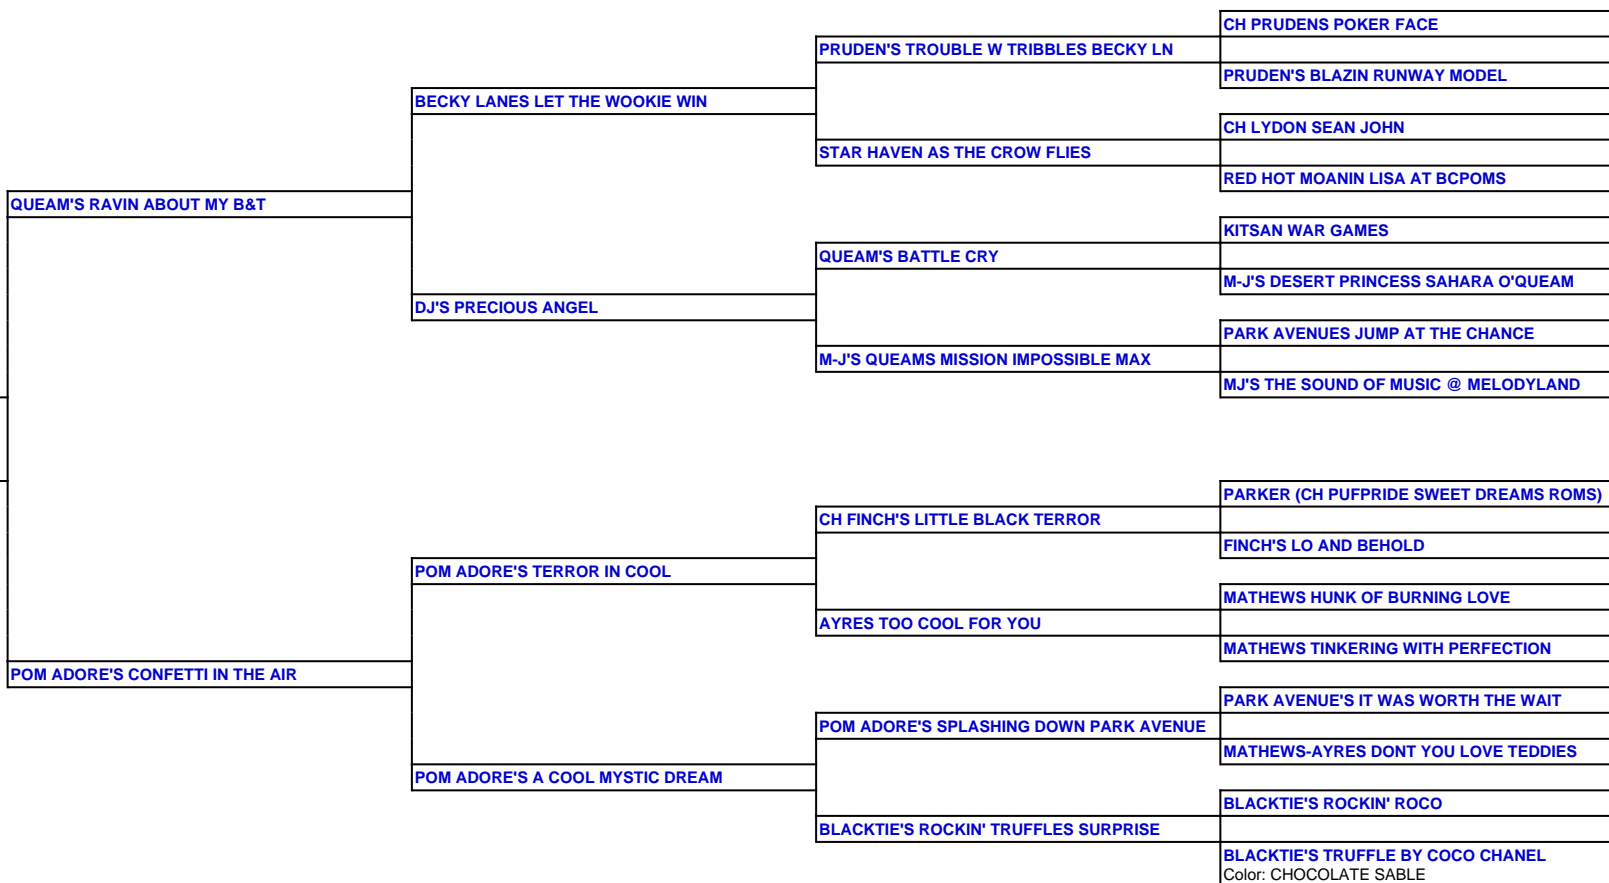 CH PRUDENS POKER FACE
PRUDEN'S TROUBLE W TRIBBLES BECKY LN
PRUDEN'S BLAZIN RUNWAY MODEL
BECKY LANES LET THE WOOKIE WIN
CH LYDON SEAN JOHN
STAR HAVEN AS THE CROW FLIES
RED HOT MOANIN LISA AT BCPOMS
QUEAM'S RAVIN ABOUT MY B&T
KITSAN WAR GAMES
QUEAM'S BATTLE CRY
M-J'S DESERT PRINCESS SAHARA O'QUEAM
DJ'S PRECIOUS ANGEL
PARK AVENUES JUMP AT THE CHANCE
M-J'S QUEAMS MISSION IMPOSSIBLE MAX
MJ'S THE SOUND OF MUSIC @ MELODYLAND
PARKER (CH PUFPRIDE SWEET DREAMS ROMS)
CH FINCH'S LITTLE BLACK TERROR
FINCH'S LO AND BEHOLD
POM ADORE'S TERROR IN COOL
MATHEWS HUNK OF BURNING LOVE
AYRES TOO COOL FOR YOU
MATHEWS TINKERING WITH PERFECTION
POM ADORE'S CONFETTI IN THE AIR
PARK AVENUE'S IT WAS WORTH THE WAIT
POM ADORE'S SPLASHING DOWN PARK AVENUE
MATHEWS-AYRES DONT YOU LOVE TEDDIES
POM ADORE'S A COOL MYSTIC DREAM
BLACKTIE'S ROCKIN' ROCO
BLACKTIE'S ROCKIN' TRUFFLES SURPRISE
BLACKTIE'S TRUFFLE BY COCO CHANEL
Color: CHOCOLATE SABLE